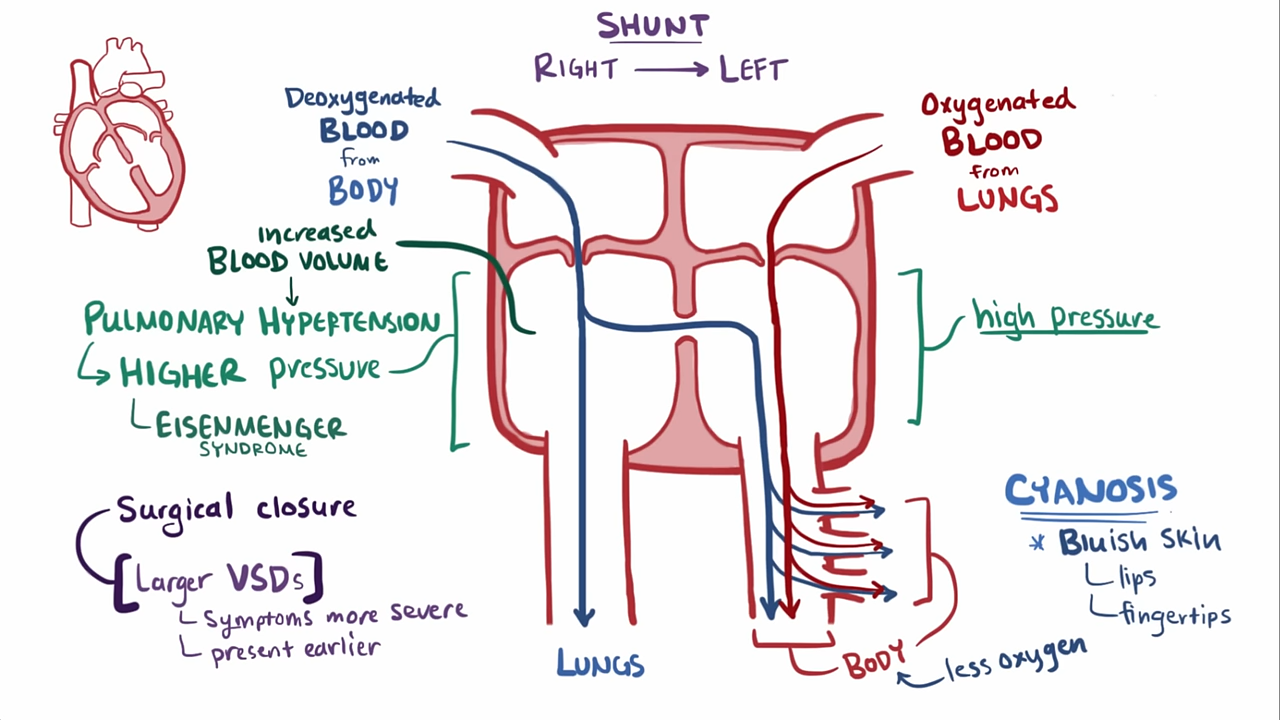 SHUNT
RIGHT → LEFT
Deoxygenated
BLOOD
from
BODY
Oxygenated
BLOOD
from
LUNGS
increased
BLOOD VOLUME
PULMONARY HYPERTENSION
HIGHER pressure
EISENMENGER
SYNDROME
high pressure
Surgical closure
[Larger VSDs]
Symptoms more severe
present earlier
CYANOSIS
* Bluish skin
lips
fingertips
LUNGS
BODY
less oxygen